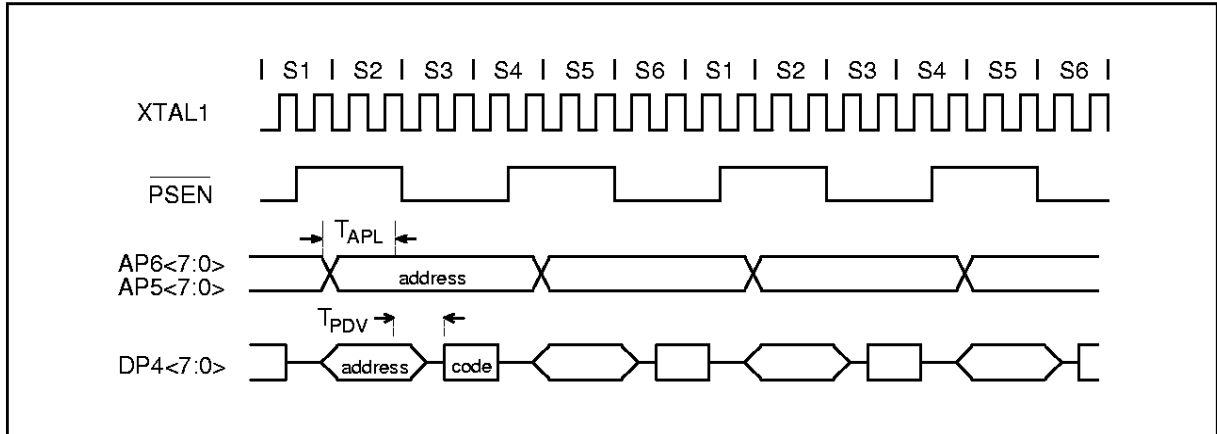 | S1 | S2 | S3 | S4 | S5 | S6 | S1 | S2 | S3 | S4 | S5 | S6 |
XTAL1
PSEN
TAPL
AP6<7:0>
AP5<7:0>
address
TPDV
DP4<7:0>
address
code